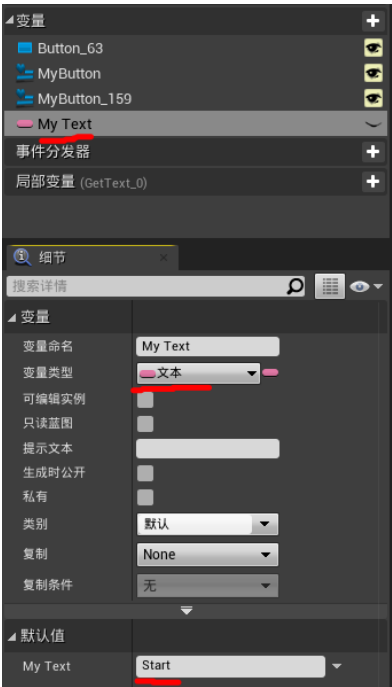 变量
Button_63
MyButton
MyButton_159
My Text
事件分发器
局部变量 (GetText_0)
细节
搜索详情
变量
变量命名 My Text
变量类型 文本
可编辑实例
只读蓝图
提示文本
生成时公开
私有
类别 默认
复制 None
复制条件 无
默认值
My Text Start